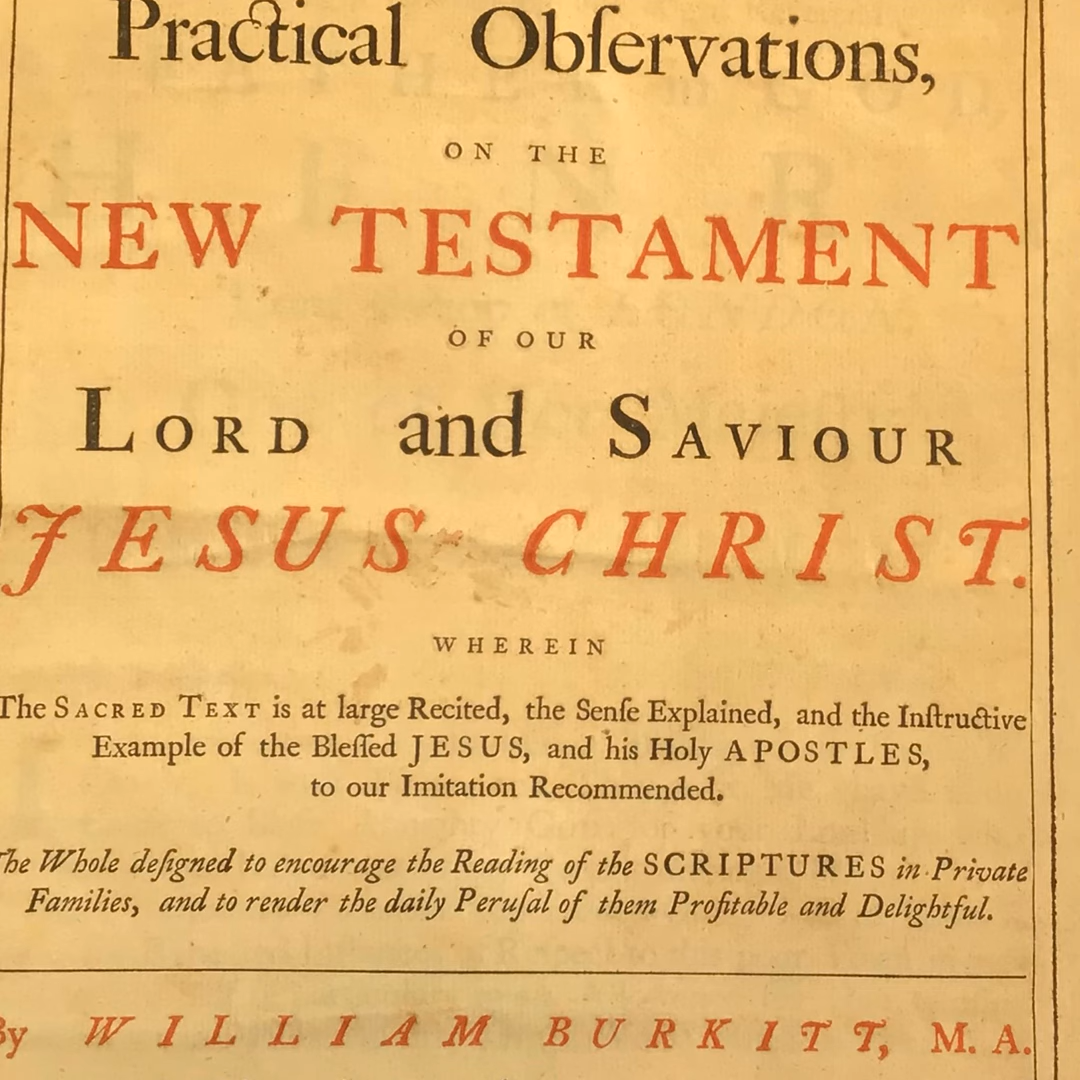 Practical Obſervations,
ON THE
NEW TESTAMENT
OF OUR
LORD and SAVIOUR
JESUS CHRIST.
WHEREIN
The SACRED TEXT is at large Recited, the Senſe Explained, and the Inſtructive
Example of the Bleſſed JESUS, and his Holy APOSTLES,
to our Imitation Recommended.
The Whole deſigned to encourage the Reading of the SCRIPTURES in Private
Families, and to render the daily Peruſal of them Profitable and Delightful.
By WILLIAM BURKITT, M. A.